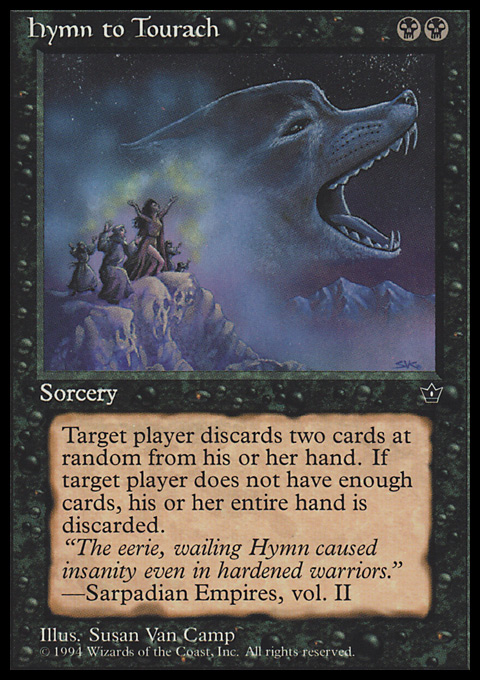 Hymn to Tourach
SVC
Sorcery
Target player discards two cards at
random from his or her hand. If
target player does not have enough
cards, his or her entire hand is
discarded.
“The eerie, wailing Hymn caused
insanity even in hardened warriors.”
—Sarpadian Empires, vol. II
Illus. Susan Van Camp
© 1994 Wizards of the Coast, Inc. All rights reserved.